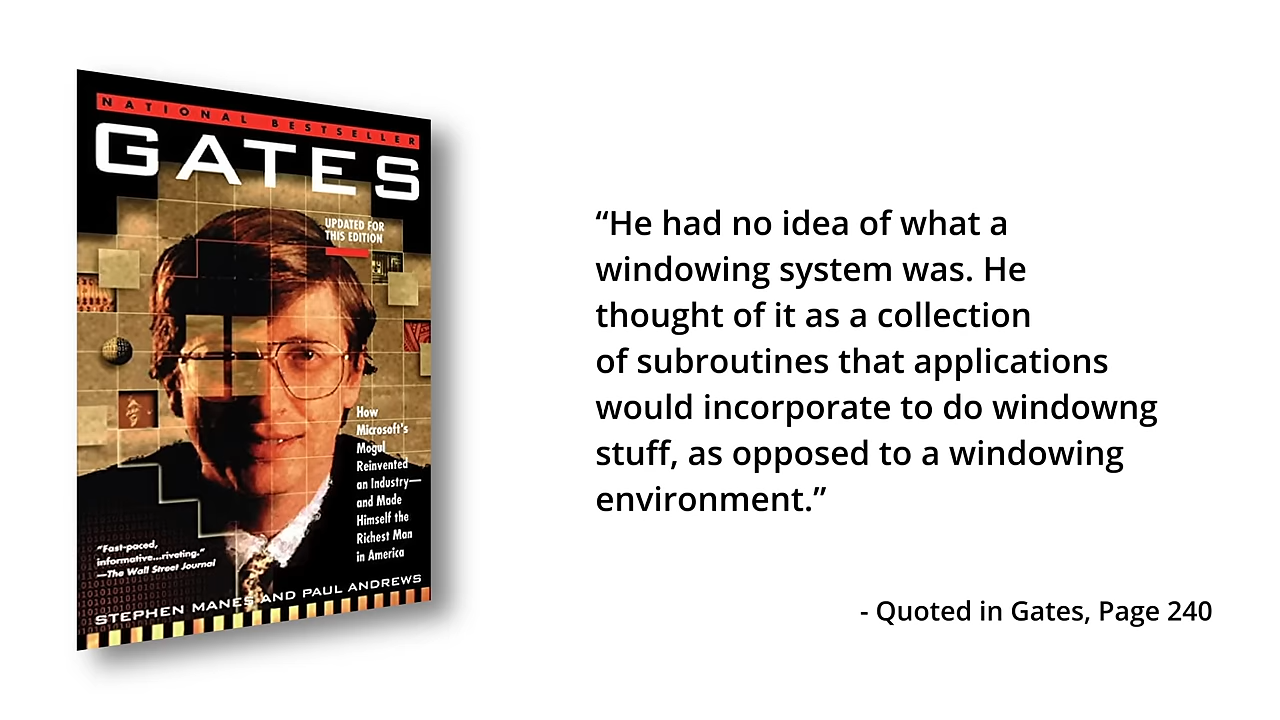 NATIONAL BESTSELLER
GATES
UPDATED FOR
THIS EDITION
How
Microsoft's
Mogul
Reinvented
an Industry—
and Made
Himself the
Richest Man
in America
"Fast-paced,
informative...riveting."
—The Wall Street Journal
STEPHEN MANES AND PAUL ANDREWS
“He had no idea of what a
windowing system was. He
thought of it as a collection
of subroutines that applications
would incorporate to do windowng
stuff, as opposed to a windowing
environment.”
- Quoted in Gates, Page 240